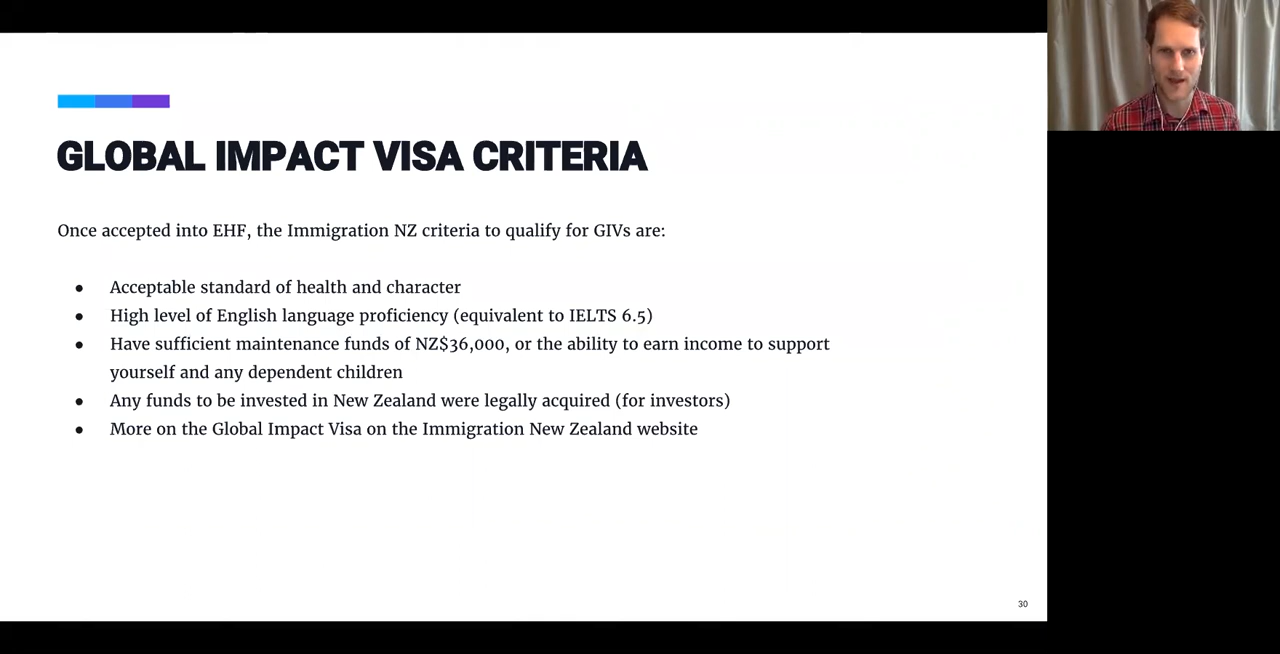 GLOBAL IMPACT VISA CRITERIA
Once accepted into EHF, the Immigration NZ criteria to qualify for GIVs are:
● Acceptable standard of health and character
● High level of English language proficiency (equivalent to IELTS 6.5)
● Have sufficient maintenance funds of NZ$36,000, or the ability to earn income to support
yourself and any dependent children
● Any funds to be invested in New Zealand were legally acquired (for investors)
● More on the Global Impact Visa on the Immigration New Zealand website
30